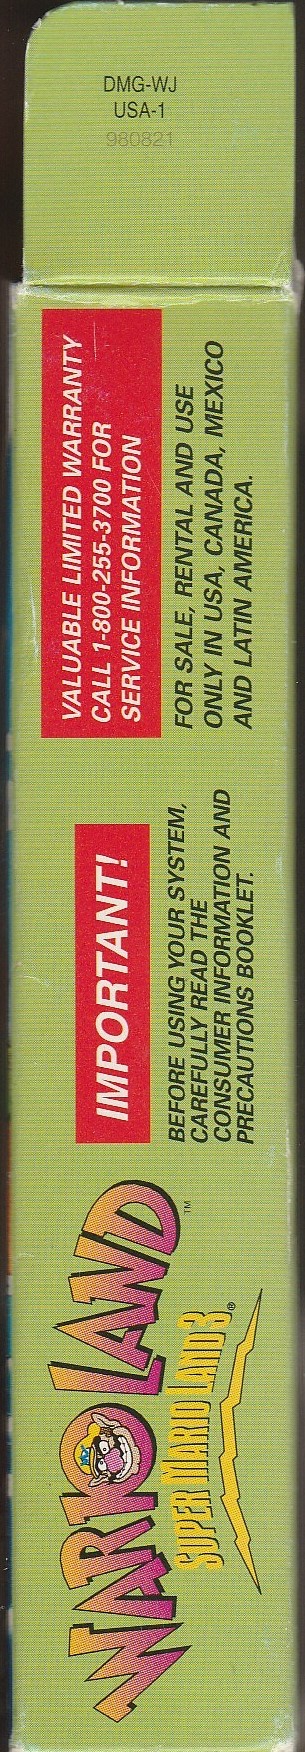 DMG-WJ
USA-1
980821
VALUABLE LIMITED WARRANTY
CALL 1-800-255-3700 FOR
SERVICE INFORMATION
FOR SALE, RENTAL AND USE
ONLY IN USA, CANADA, MEXICO
AND LATIN AMERICA.
IMPORTANT!
BEFORE USING YOUR SYSTEM,
CAREFULLY READ THE
CONSUMER INFORMATION AND
PRECAUTIONS BOOKLET.
WARIO LAND™
SUPER MARIO LAND 3®